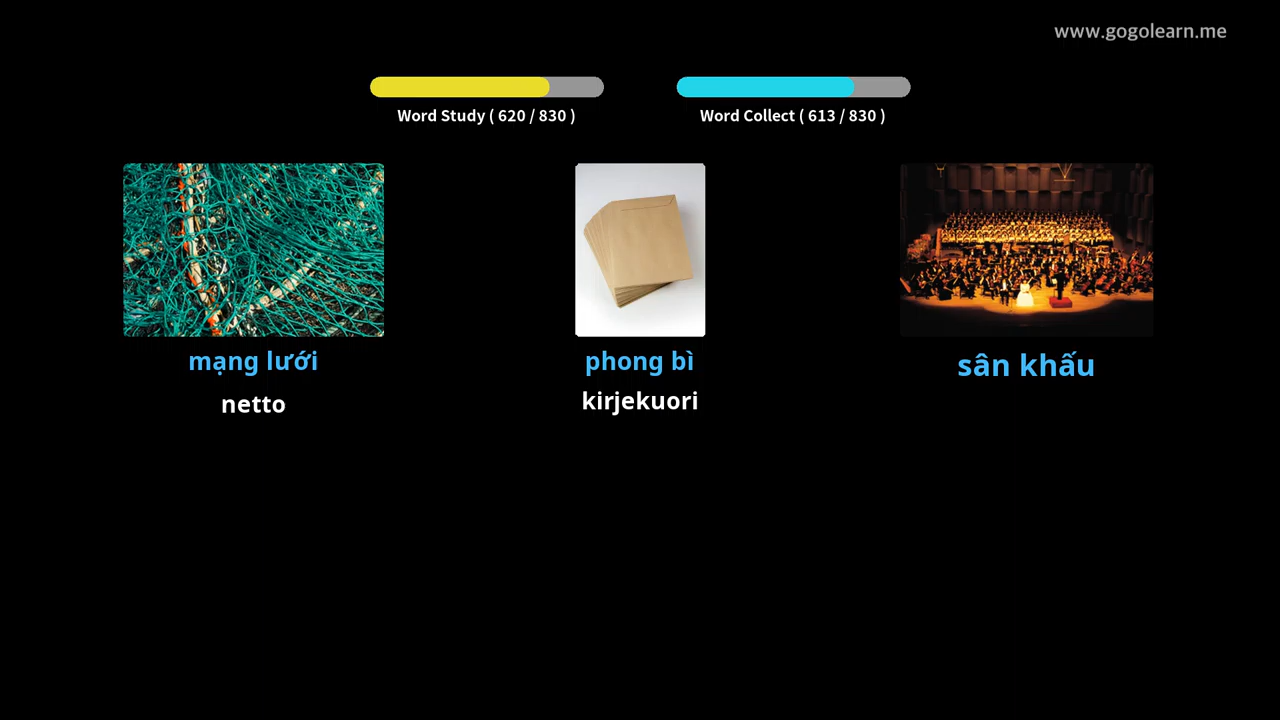 www.gogolearn.me
Word Study ( 620 / 830 )
Word Collect ( 613 / 830 )
mạng lưới
netto
phong bì
kirjekuori
sân khấu